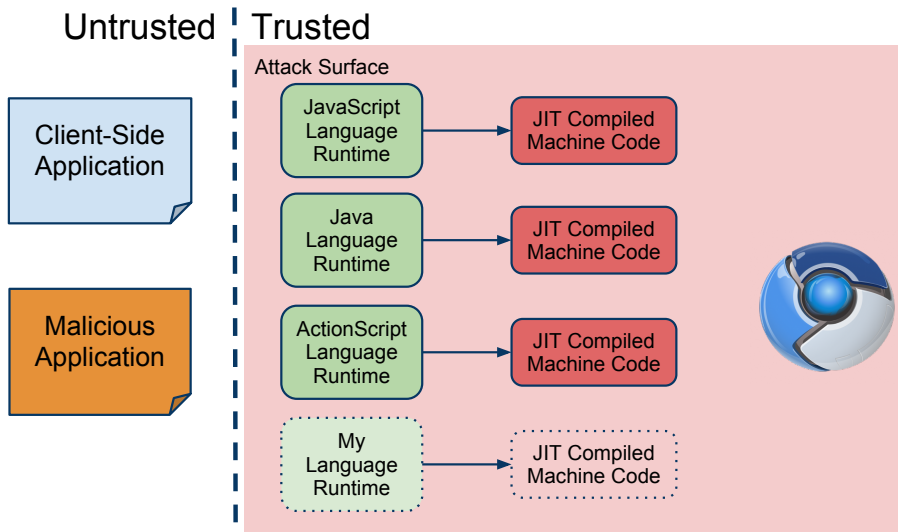 Untrusted
Trusted
Attack Surface
Client-Side
Application
Malicious
Application
JavaScript
Language
Runtime
JIT Compiled
Machine Code
Java
Language
Runtime
JIT Compiled
Machine Code
ActionScript
Language
Runtime
JIT Compiled
Machine Code
My
Language
Runtime
JIT Compiled
Machine Code